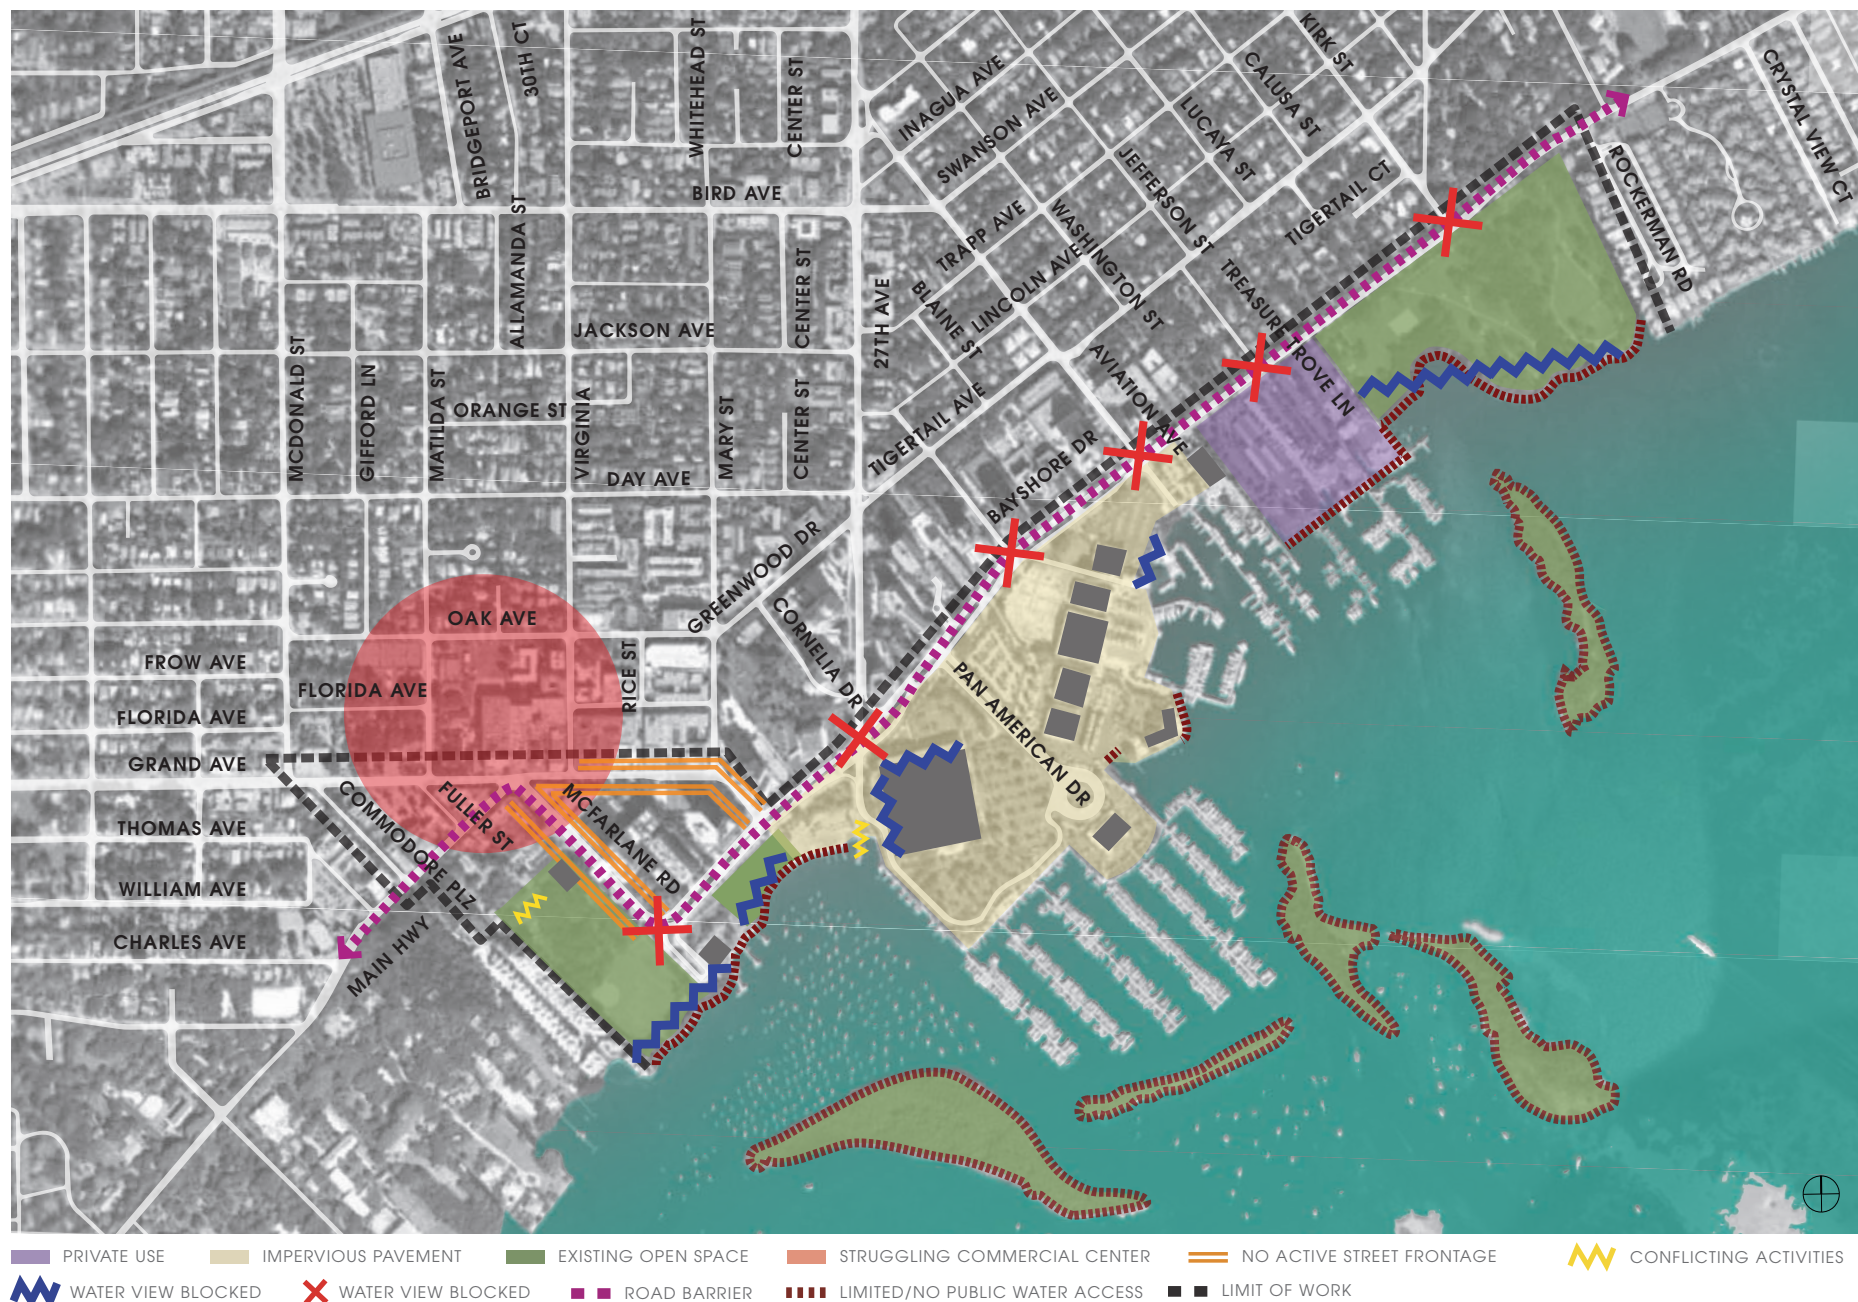 BRIDGEPORT AVE
30TH CT
WHITEHEAD ST
CENTER ST
INAGUA AVE
SWANSON AVE
KIRK ST
CALUSA ST
LUCAYA ST
JEFFERSON ST
CRYSTAL VIEW CT
ROCKERMAN RD
TIGERTAIL CT
BIRD AVE
ALLAMANDA ST
TRAPP AVE
WASHINGTON ST
LINCOLN AVE
BLAINE ST
TREASURE TROVE LN
JACKSON AVE
CENTER ST
27TH AVE
MCDONALD ST
GIFFORD LN
MATILDA ST
ORANGE ST
VIRGINIA
MARY ST
CENTER ST
DAY AVE
TIGERTAIL AVE
AVIATION AVE
BAYSHORE DR
GREENWOOD DR
CORNELIA DR
OAK AVE
RICE ST
FROW AVE
FLORIDA AVE
FLORIDA AVE
GRAND AVE
PAN AMERICAN DR
COMMODORE PLZ
FULLER ST
MCFARLANE RD
THOMAS AVE
WILLIAM AVE
CHARLES AVE
MAIN HWY
PRIVATE USE
IMPERVIOUS PAVEMENT
EXISTING OPEN SPACE
STRUGGLING COMMERCIAL CENTER
NO ACTIVE STREET FRONTAGE
CONFLICTING ACTIVITIES
WATER VIEW BLOCKED
WATER VIEW BLOCKED
ROAD BARRIER
LIMITED/NO PUBLIC WATER ACCESS
LIMIT OF WORK